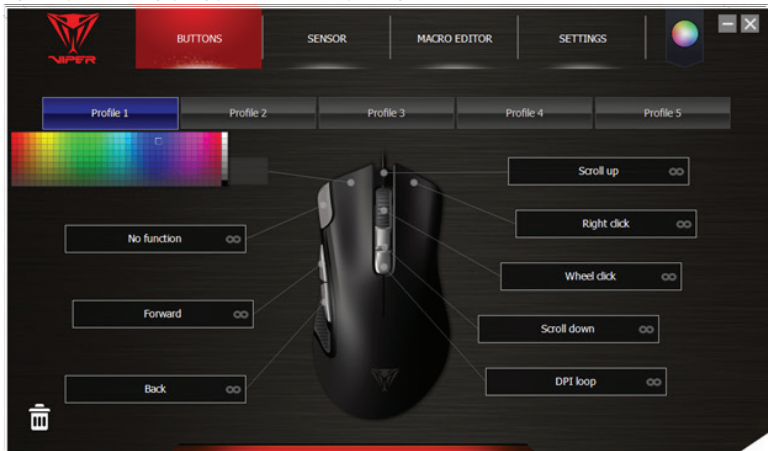 VIPER
BUTTONS
SENSOR
MACRO EDITOR
SETTINGS
Profile 1
Profile 2
Profile 3
Profile 4
Profile 5
Scroll up
Right click
No function
Wheel click
Forward
Scroll down
DPI loop
Back